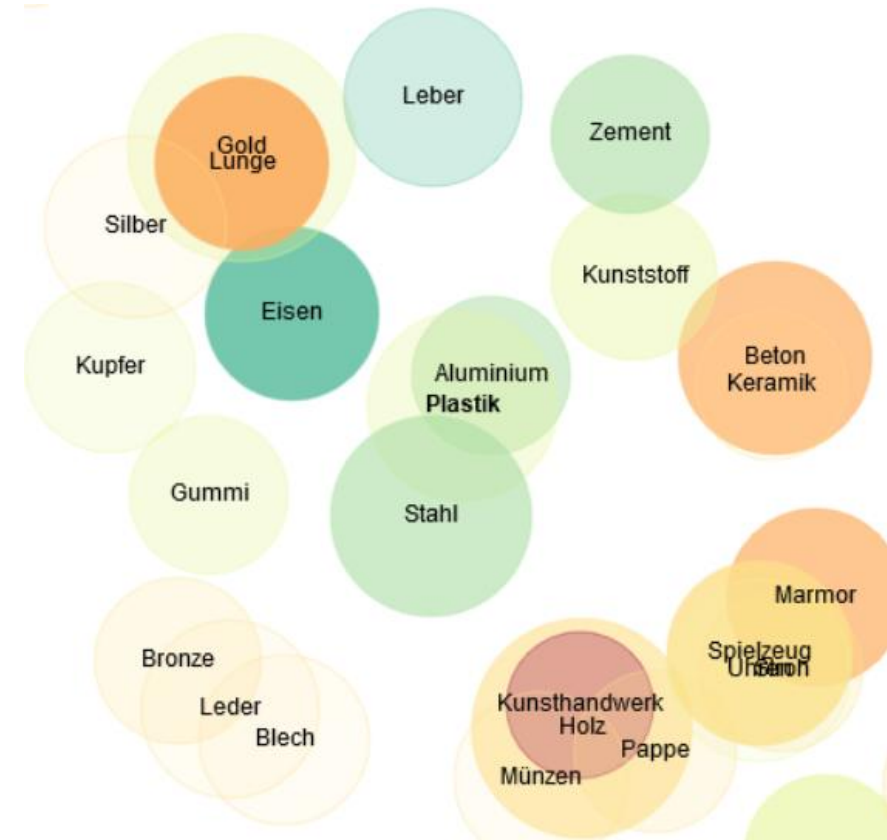 Leber
Zement
Gold
Lunge
Silber
Kunststoff
Eisen
Beton
Kupfer
Aluminium
Keramik
Plastik
Gummi
Stahl
Marmor
Spielzeug
Bronze
Kunsthandwerk
Leder
Holz
Blech
Pappe
Münzen